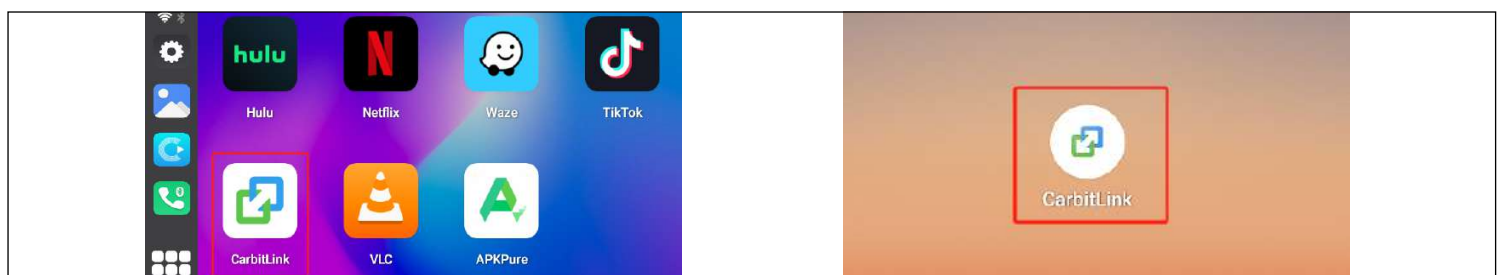 hulu
Hulu Netflix Waze TikTok
CarbitLink VLC APKPure
CarbitLink